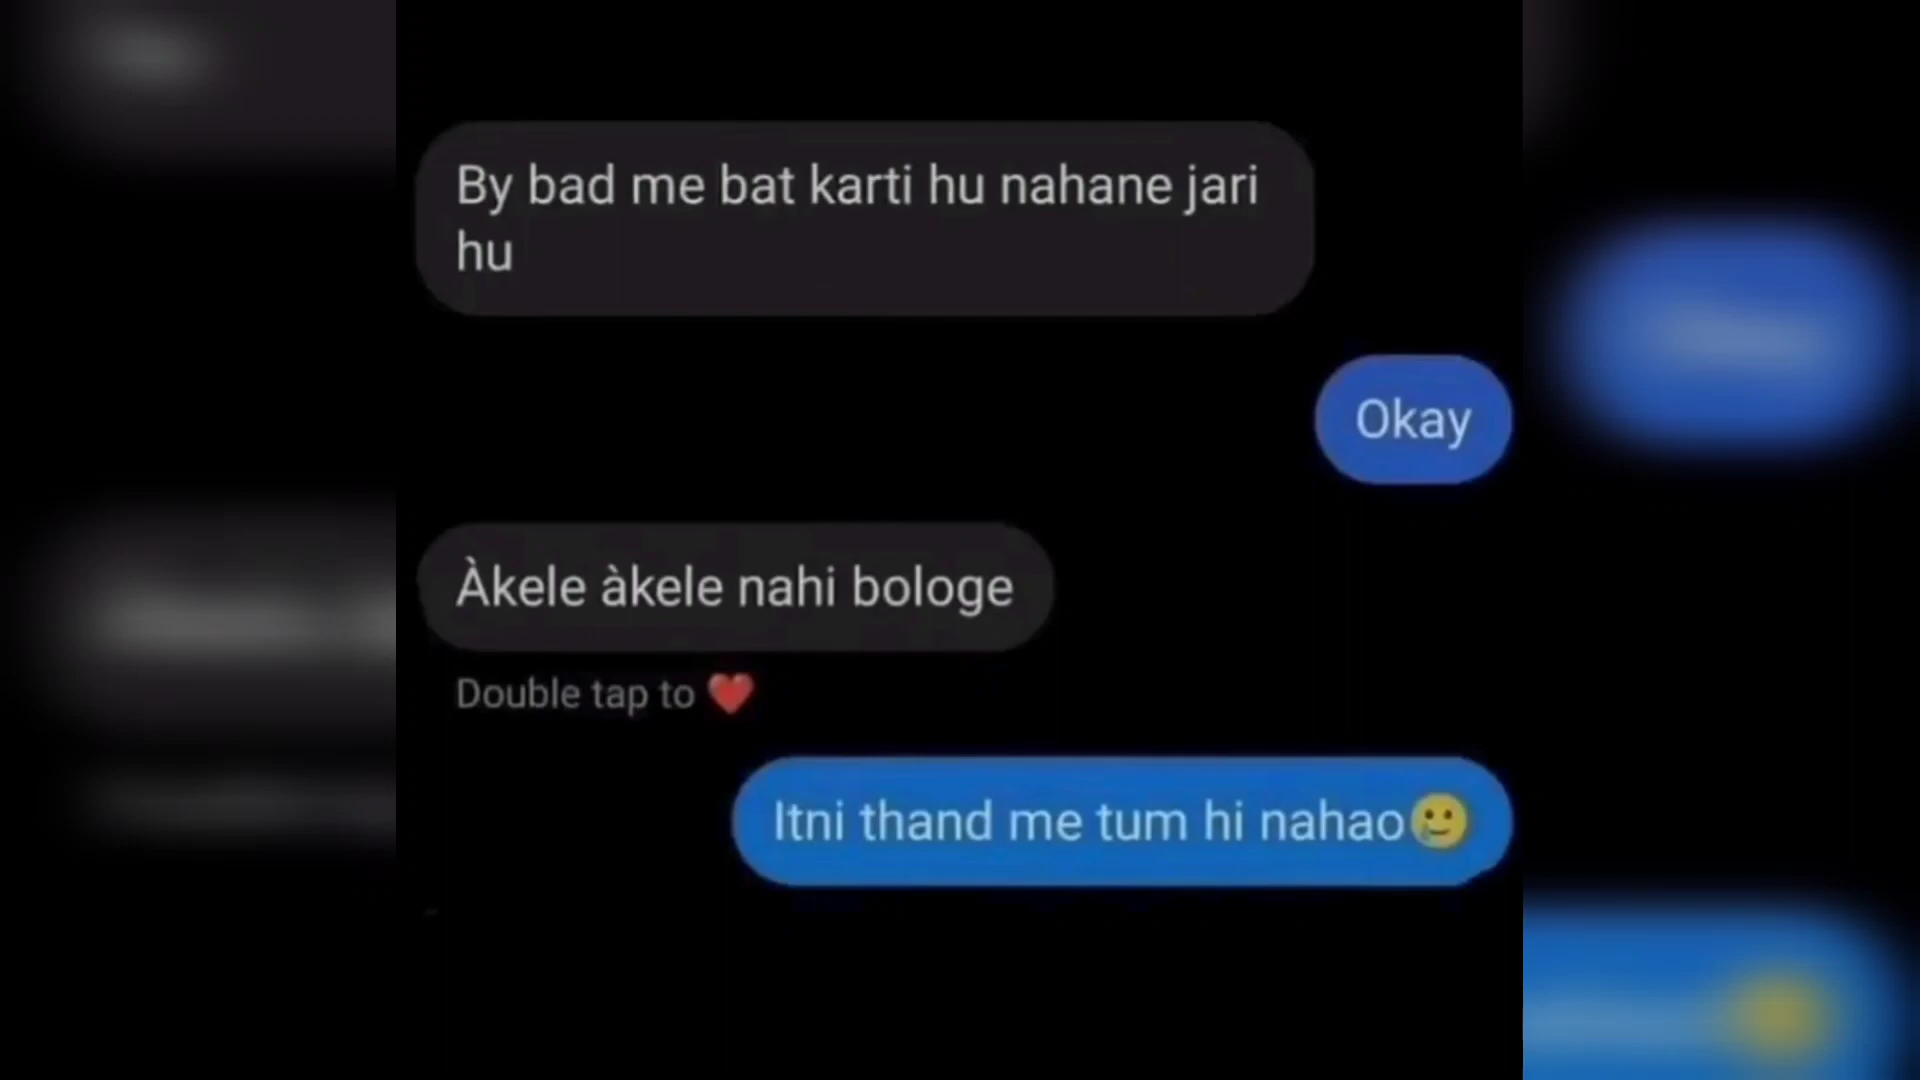 By bad me bat karti hu nahane jari
hu
Okay
Àkele àkele nahi bologe
Double tap to ❤️
Itni thand me tum hi nahao🥲